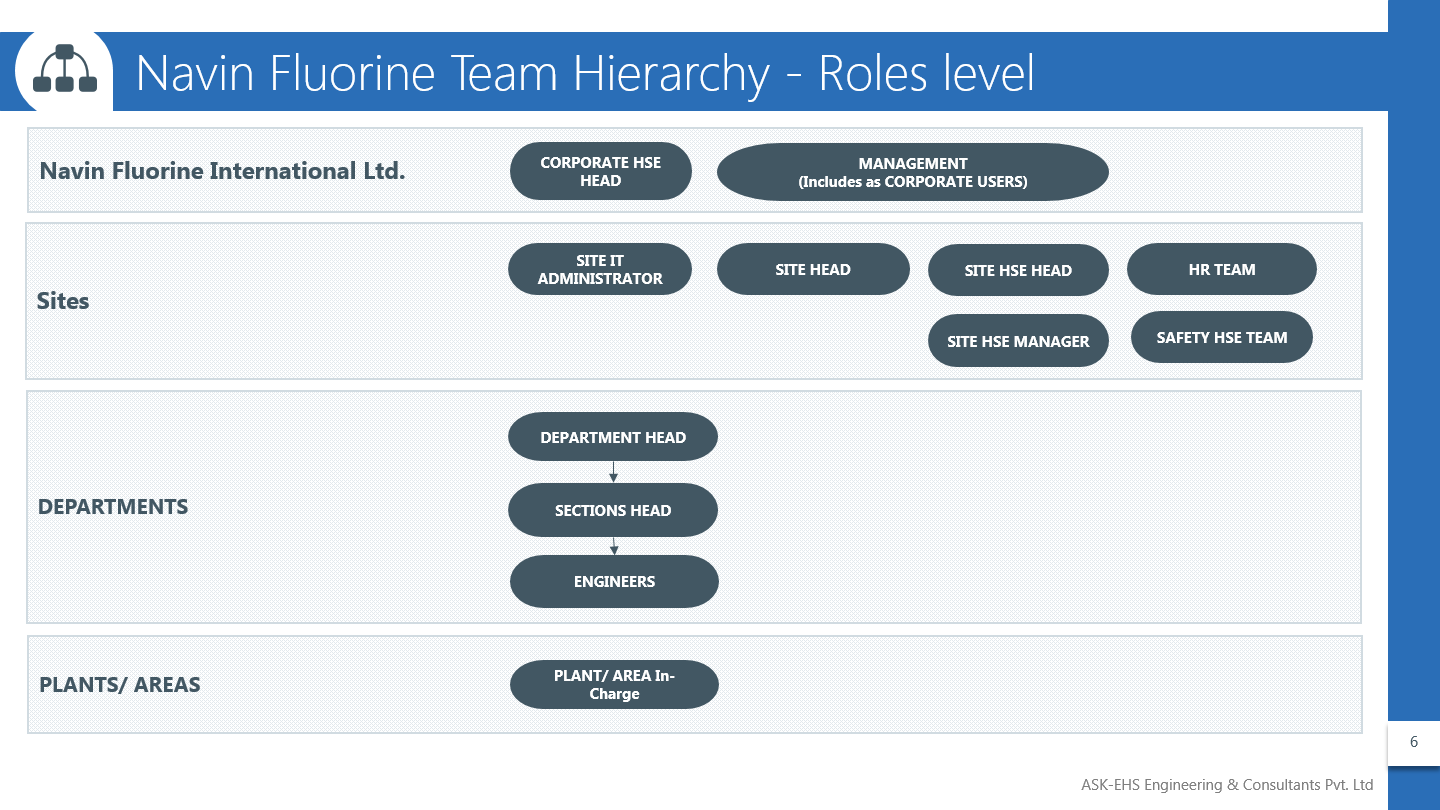 Navin Fluorine Team Hierarchy - Roles level
Navin Fluorine International Ltd.
CORPORATE HSE
HEAD
MANAGEMENT
(Includes as CORPORATE USERS)
Sites
SITE IT
ADMINISTRATOR
SITE HEAD
SITE HSE HEAD
HR TEAM
SITE HSE MANAGER
SAFETY HSE TEAM
DEPARTMENTS
DEPARTMENT HEAD
SECTIONS HEAD
ENGINEERS
PLANTS/ AREAS
PLANT/ AREA In-
Charge
6
ASK-EHS Engineering & Consultants Pvt. Ltd